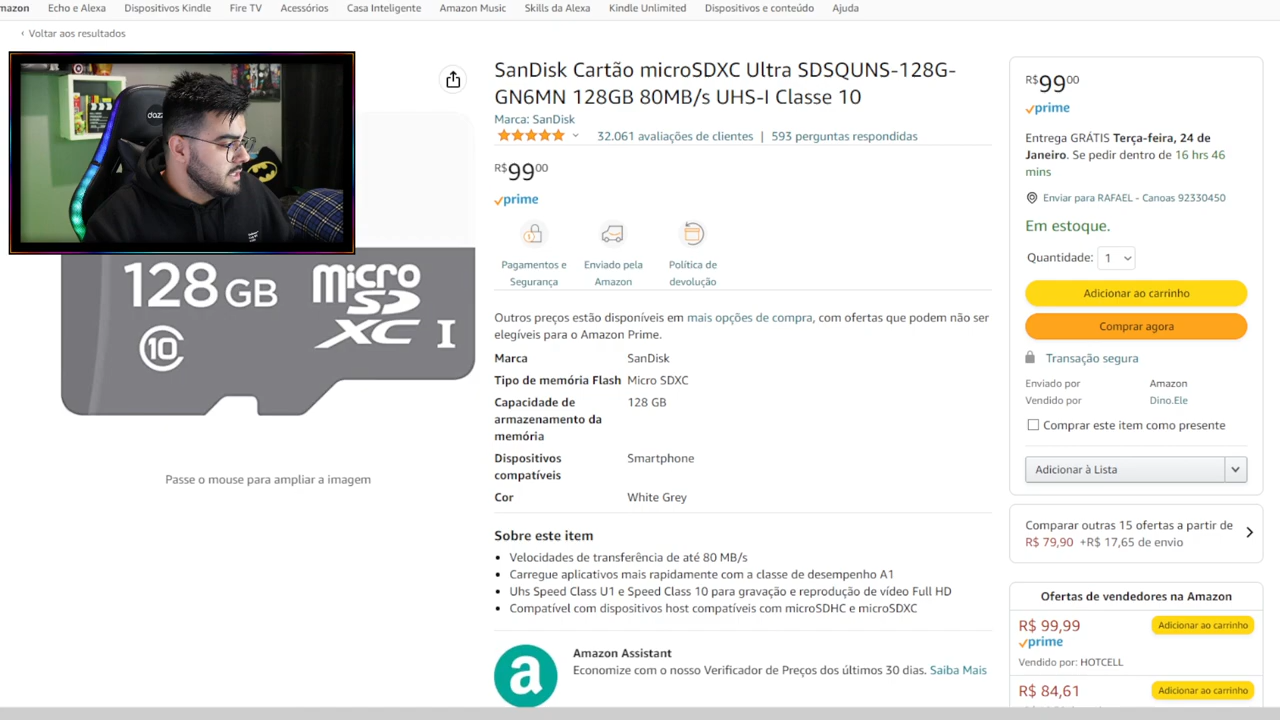 mazon Echo e Alexa Dispositivos Kindle Fire TV Acessórios Casa Inteligente Amazon Music Skills da Alexa Kindle Unlimited Dispositivos e conteúdo Ajuda
‹ Voltar aos resultados
128 GB
micro
SD
XC I
10
Passe o mouse para ampliar a imagem
SanDisk Cartão microSDXC Ultra SDSQUNS-128G-
GN6MN 128GB 80MB/s UHS-I Classe 10
Marca: SanDisk
32.061 avaliações de clientes | 593 perguntas respondidas
R$9900
prime
Pagamentos e
Segurança
Enviado pela
Amazon
Política de
devolução
Outros preços estão disponíveis em mais opções de compra, com ofertas que podem não ser
elegíveis para o Amazon Prime.
Marca SanDisk
Tipo de memória Flash Micro SDXC
Capacidade de 128 GB
armazenamento da
memória
Dispositivos Smartphone
compatíveis
Cor White Grey
Sobre este item
• Velocidades de transferência de até 80 MB/s
• Carregue aplicativos mais rapidamente com a classe de desempenho A1
• Uhs Speed Class U1 e Speed Class 10 para gravação e reprodução de vídeo Full HD
• Compatível com dispositivos host compatíveis com microSDHC e microSDXC
a
Amazon Assistant
Economize com o nosso Verificador de Preços dos últimos 30 dias. Saiba Mais
R$9900
prime
Entrega GRÁTIS Terça-feira, 24 de
Janeiro. Se pedir dentro de 16 hrs 46
mins
Enviar para RAFAEL - Canoas 92330450
Em estoque.
Quantidade: 1
Adicionar ao carrinho
Comprar agora
Transação segura
Enviado por Amazon
Vendido por Dino.Ele
Comprar este item como presente
Adicionar à Lista
Comparar outras 15 ofertas a partir de
R$ 79,90 +R$ 17,65 de envio
Ofertas de vendedores na Amazon
R$ 99,99 Adicionar ao carrinho
prime
Vendido por: HOTCELL
R$ 84,61 Adicionar ao carrinho